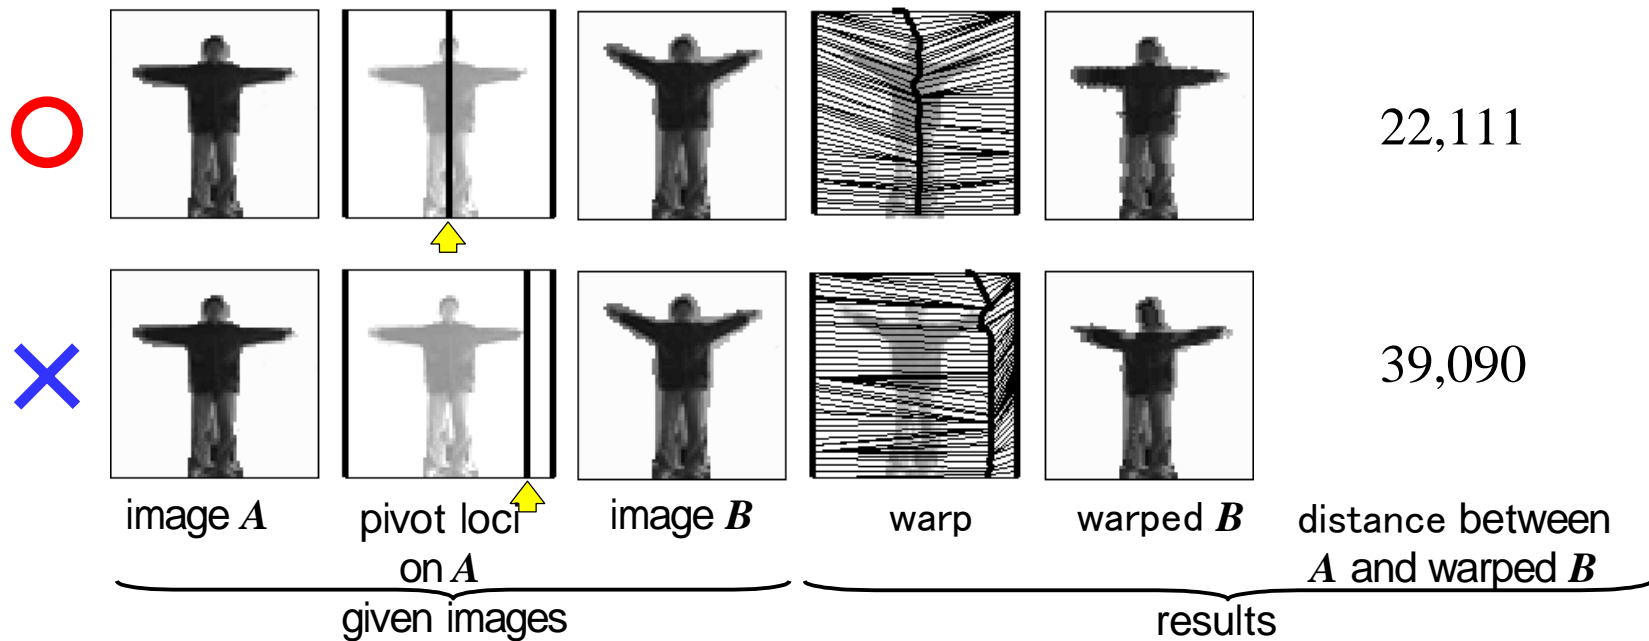 22,111
39,090
image A
pivot loci
on A
image B
warp
warped B
distance between
A and warped B
given images
results